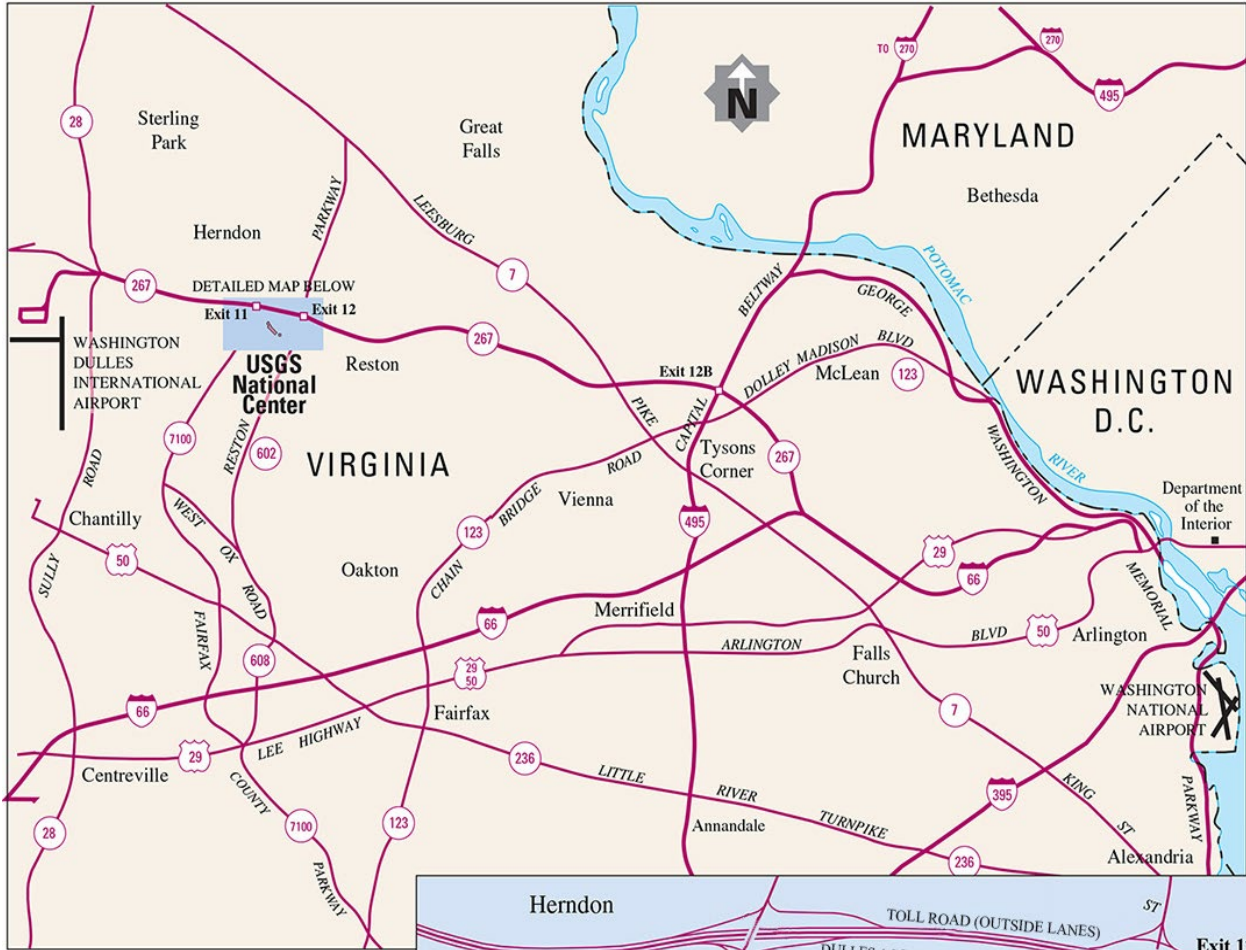 TO 270
270
495
28
Sterling
Park
Great
Falls
MARYLAND
Bethesda
N
PARKWAY
LEESBURG
Herndon
7
POTOMAC
DETAILED MAP BELOW
267
Exit 11
Exit 12
BELTWAY
GEORGE
WASHINGTON
DULLES
INTERNATIONAL
AIRPORT
USGS
National
Center
Reston
267
Exit 12B
DOLLEY MADISON BLVD
McLean
123
WASHINGTON
D.C.
7100
RESTON
602
VIRGINIA
PIKE
CAPITAL
Tysons
Corner
267
WASHINGTON
RIVER
ROAD
Chantilly
WEST OX ROAD
50
Vienna
CHAIN BRIDGE ROAD
123
495
Department
of the
Interior
29
66
MEMORIAL
SULLY
Oakton
FAIRFAX
66
Merrifield
ARLINGTON BLVD
50
Arlington
608
29
50
Falls
Church
WASHINGTON
NATIONAL
AIRPORT
66
Fairfax
7
LEE HIGHWAY
29
Centreville
236
LITTLE RIVER TURNPIKE
KING ST
395
PARKWAY
COUNTY
28
7100
123
Annandale
236
Alexandria
PARKWAY
Herndon
TOLL ROAD (OUTSIDE LANES)
ST
Exit 1